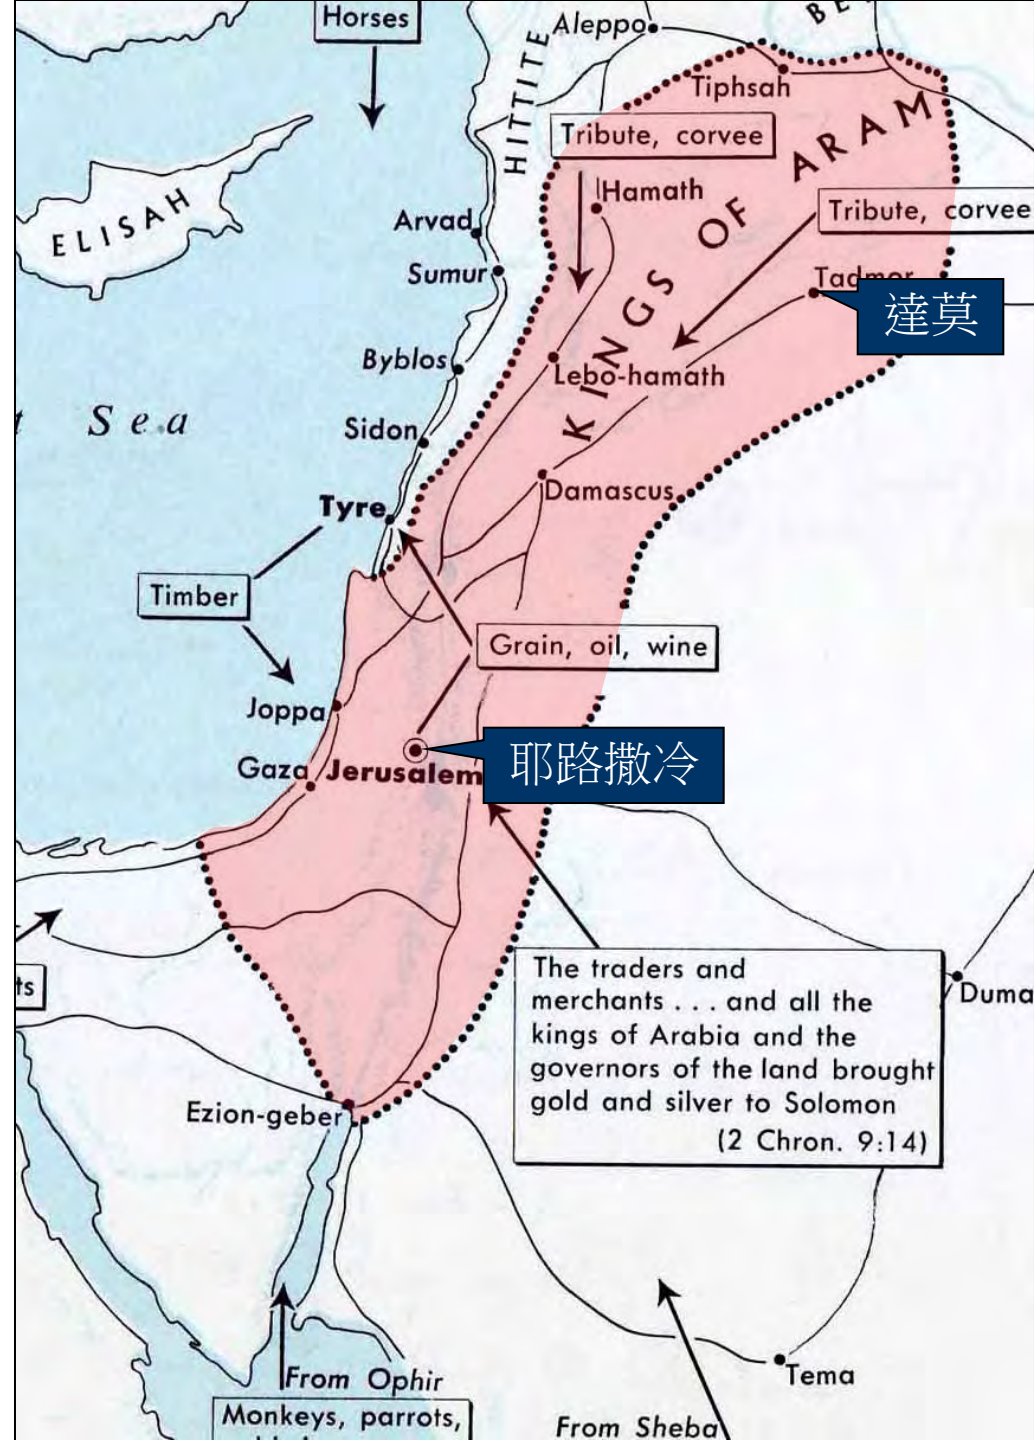 Horses
Aleppo
HITTITE
Tiphsah
Tribute, corvee
KINGS OF ARAM
Hamath
Tribute, corvee
ELISAH
Arvad
Sumur
Tadmor
達莫
Byblos
Lebo-hamath
Sea
Sidon
Damascus
Tyre
Timber
Grain, oil, wine
Joppa
耶路撒冷
Gaza
Jerusalem
The traders and
merchants . . . and all the
kings of Arabia and the
governors of the land brought
gold and silver to Solomon
(2 Chron. 9:14)
Duma
Ezion-geber
Tema
From Ophir
Monkeys, parrots,
From Sheba